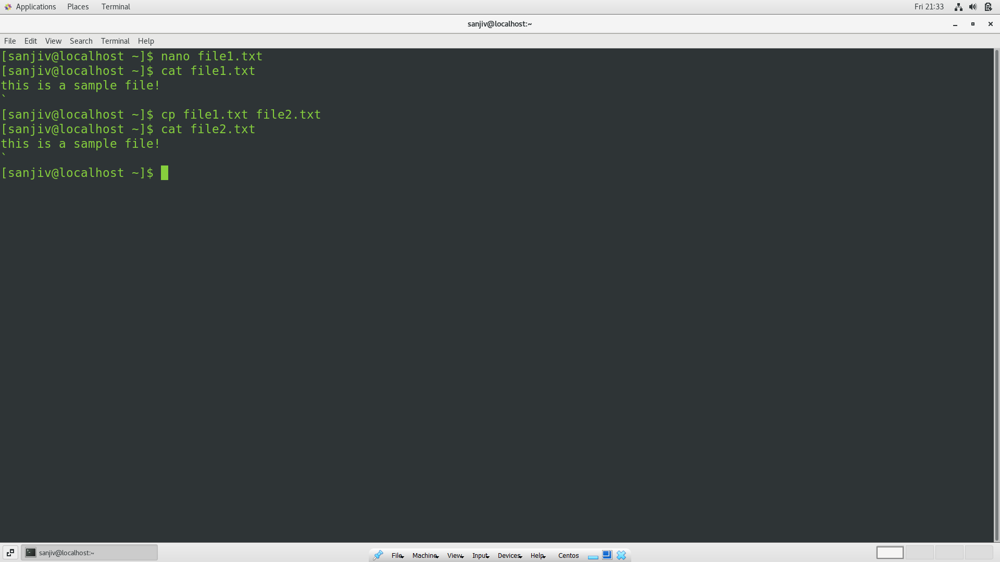 Applications Places Terminal Fri 21:33
sanjiv@localhost:~
File Edit View Search Terminal Help
[sanjiv@localhost ~]$ nano file1.txt
[sanjiv@localhost ~]$ cat file1.txt
this is a sample file!
`
[sanjiv@localhost ~]$ cp file1.txt file2.txt
[sanjiv@localhost ~]$ cat file2.txt
this is a sample file!
`
[sanjiv@localhost ~]$
sanjiv@localhost:~
File Machine View Input Devices Help Centos